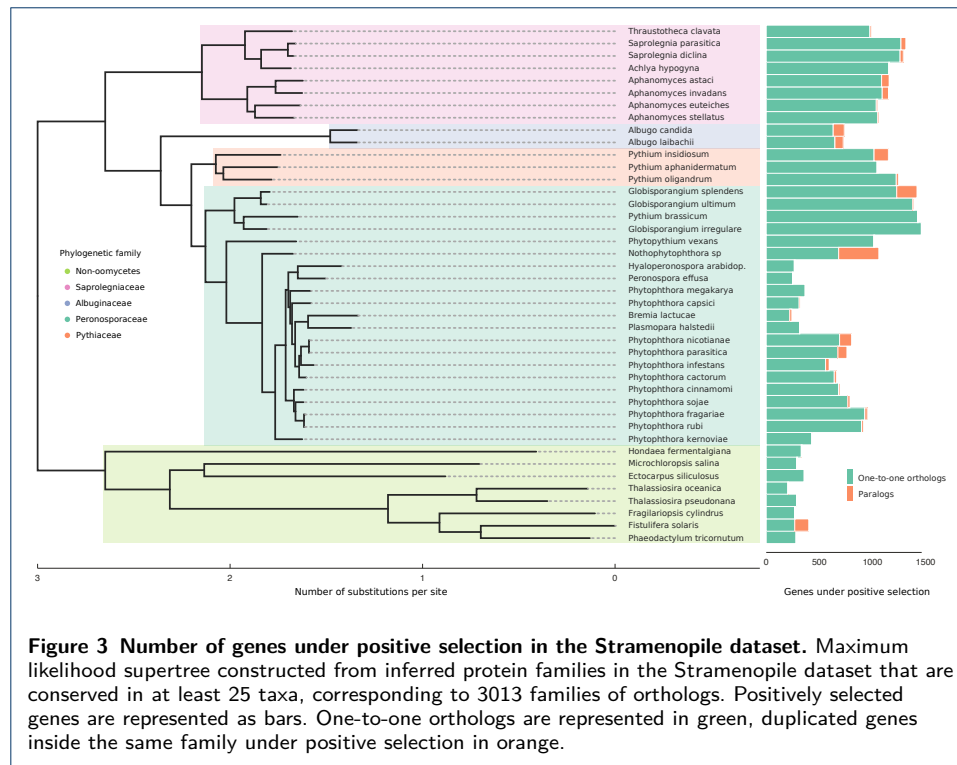 Thraustotheca clavata
Saprolegnia parasitica
Saprolegnia diclina
Achlya hypogyna
Aphanomyces astaci
Aphanomyces invadans
Aphanomyces euteiches
Aphanomyces stellatus
Albugo candida
Albugo laibachii
Pythium insidiosum
Pythium aphanidermatum
Pythium oligandrum
Globisporangium splendens
Globisporangium ultimum
Pythium brassicum
Globisporangium irregulare
Phytopythium vexans
Nothophytophthora sp
Hyaloperonospora arabidop.
Peronospora effusa
Phytophthora megakarya
Phytophthora capsici
Bremia lactucae
Plasmopara halstedii
Phytophthora nicotianae
Phytophthora parasitica
Phytophthora infestans
Phytophthora cactorum
Phytophthora cinnamomi
Phytophthora sojae
Phytophthora fragariae
Phytophthora rubi
Phytophthora kernoviae
Hondaea fermentalgiana
Microchloropsis salina
Ectocarpus siliculosus
Thalassiosira oceanica
Thalassiosira pseudonana
Fragilariopsis cylindrus
Fistulifera solaris
Phaeodactylum tricornutum
Phylogenetic family
Non-oomycetes
Saprolegniaceae
Albuginaceae
Peronosporaceae
Pythiaceae
One-to-one orthologs
Paralogs
3 2 1 0
Number of substitutions per site
0 500 1000 1500
Genes under positive selection
Figure 3 Number of genes under positive selection in the Stramenopile dataset. Maximum
likelihood supertree constructed from inferred protein families in the Stramenopile dataset that are
conserved in at least 25 taxa, corresponding to 3013 families of orthologs. Positively selected
genes are represented as bars. One-to-one orthologs are represented in green, duplicated genes
inside the same family under positive selection in orange.